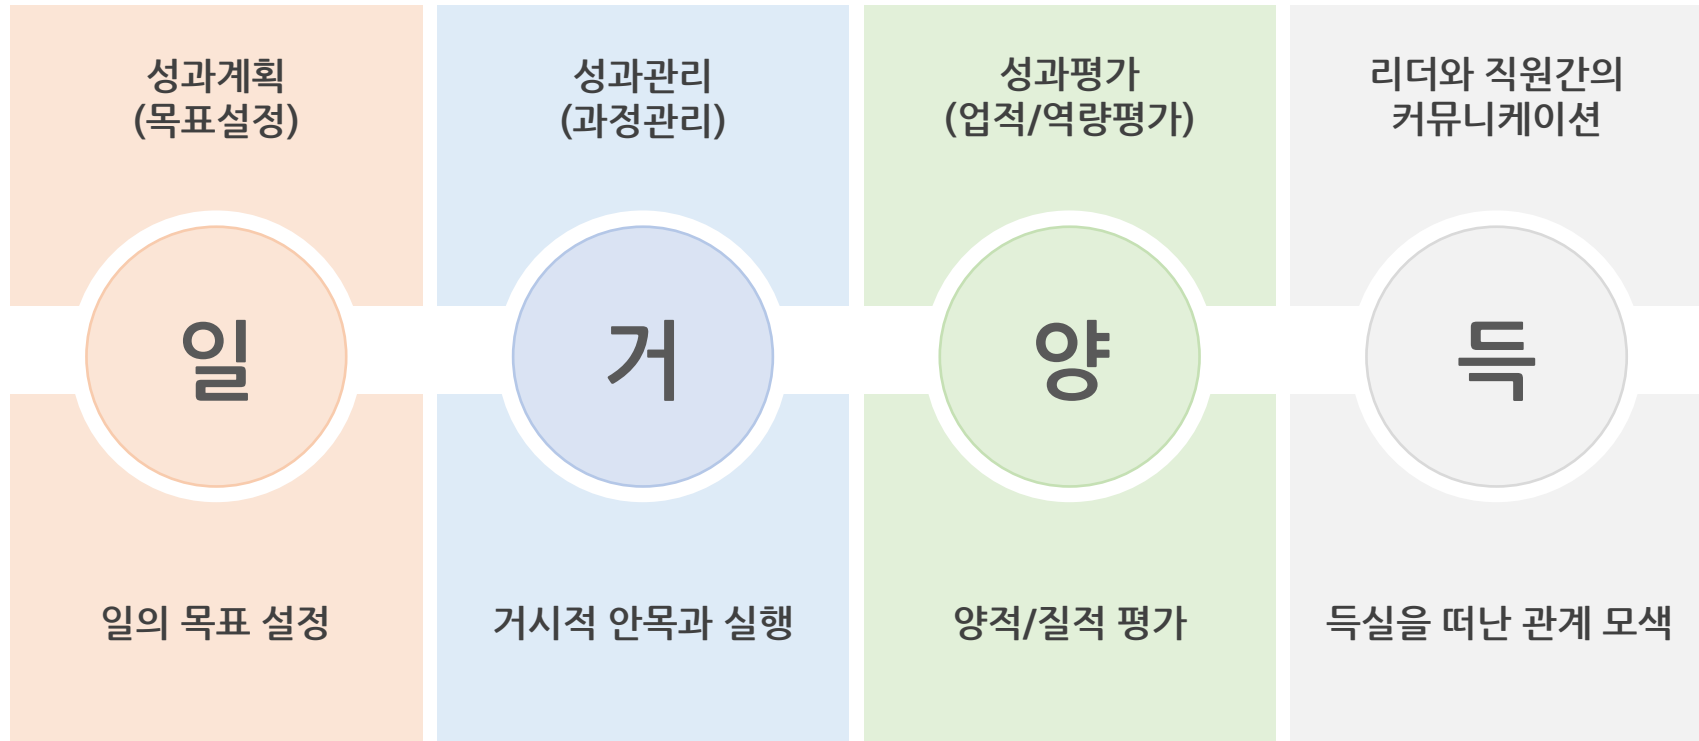 성과계획
(목표설정)
일
일의 목표 설정
성과관리
(과정관리)
거
거시적 안목과 실행
성과평가
(업적/역량평가)
양
양적/질적 평가
리더와 직원간의
커뮤니케이션
득
득실을 떠난 관계 모색